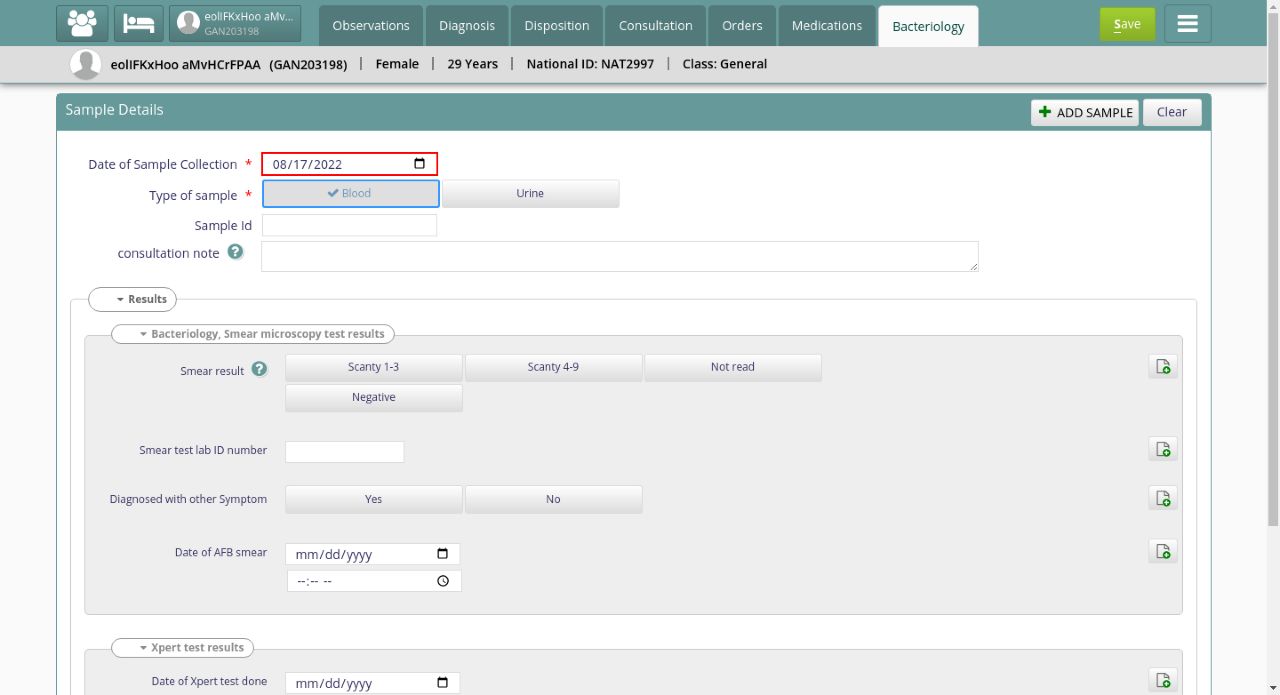 eolIFKxHoo aMv...
GAN203198
Observations
Diagnosis
Disposition
Consultation
Orders
Medications
Bacteriology
Save
eolIFKxHoo aMvHCrFPAA (GAN203198) | Female | 29 Years | National ID: NAT2997 | Class: General
Sample Details
ADD SAMPLE
Clear
Date of Sample Collection *
08/17/2022
Type of sample *
Blood
Urine
Sample Id
consultation note ?
Results
Bacteriology, Smear microscopy test results
Smear result ?
Scanty 1-3
Scanty 4-9
Not read
Negative
Smear test lab ID number
Diagnosed with other Symptom
Yes
No
Date of AFB smear
mm/dd/yyyy
--:-- --
Xpert test results
Date of Xpert test done
mm/dd/yyyy